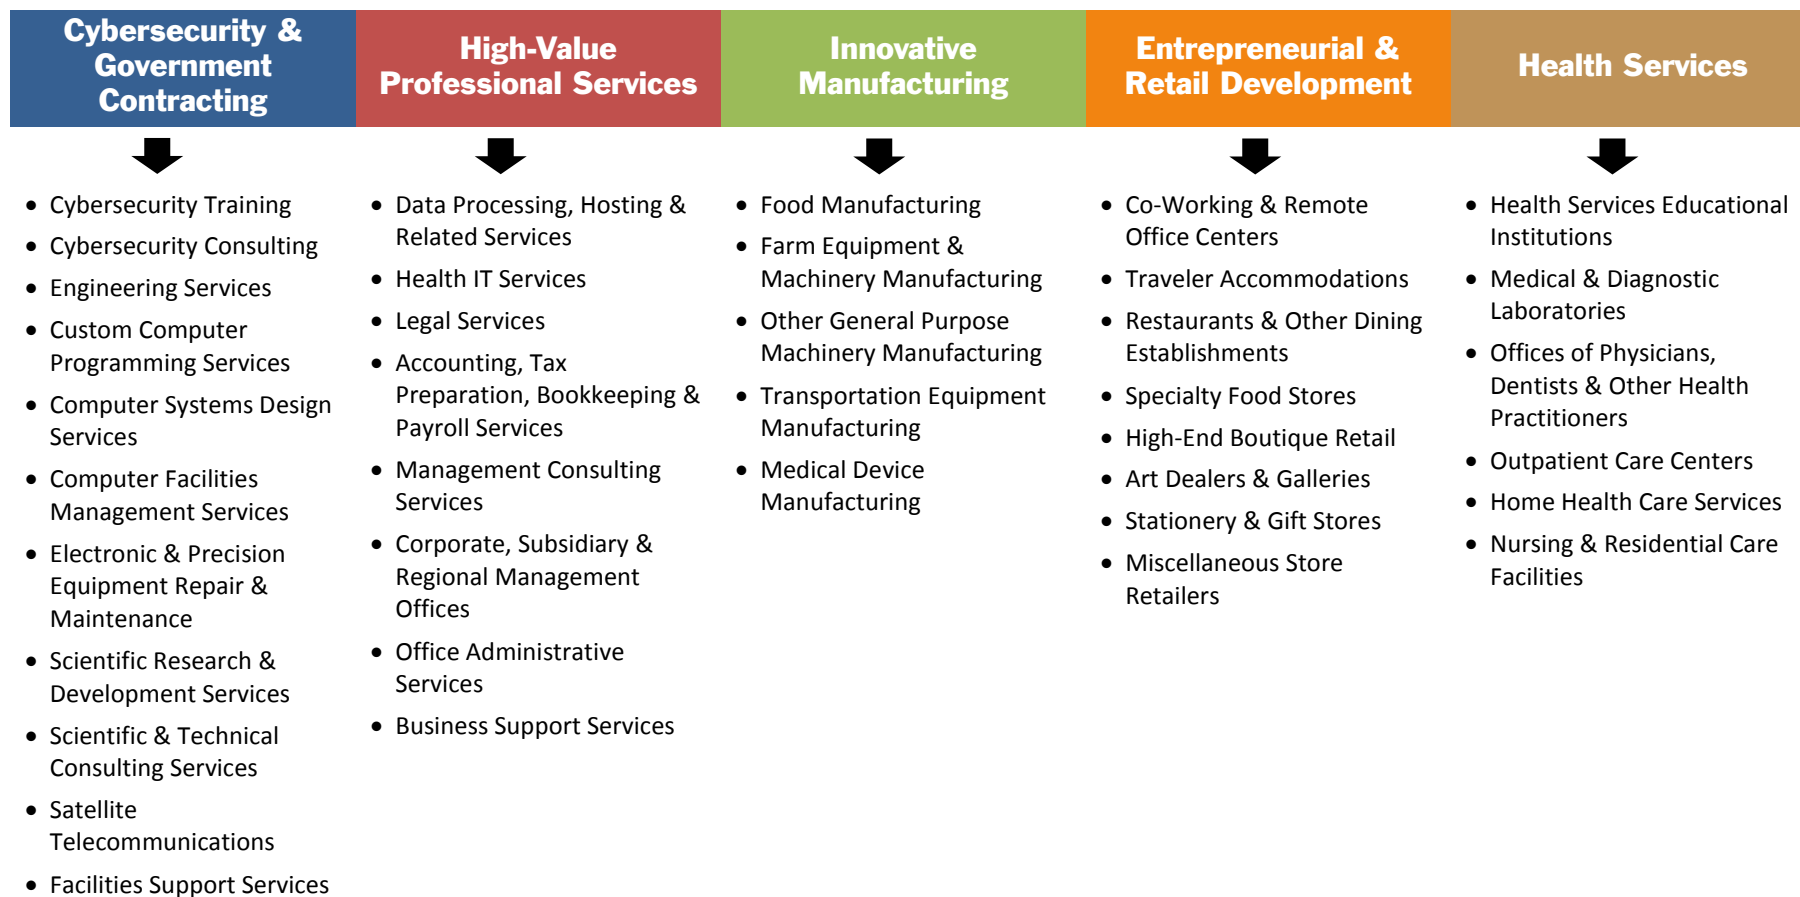 Cybersecurity &
Government
Contracting
• Cybersecurity Training
• Cybersecurity Consulting
• Engineering Services
• Custom Computer
Programming Services
• Computer Systems Design
Services
• Computer Facilities
Management Services
• Electronic & Precision
Equipment Repair &
Maintenance
• Scientific Research &
Development Services
• Scientific & Technical
Consulting Services
• Satellite
Telecommunications
• Facilities Support Services
High-Value
Professional Services
• Data Processing, Hosting &
Related Services
• Health IT Services
• Legal Services
• Accounting, Tax
Preparation, Bookkeeping &
Payroll Services
• Management Consulting
Services
• Corporate, Subsidiary &
Regional Management
Offices
• Office Administrative
Services
• Business Support Services
Innovative
Manufacturing
• Food Manufacturing
• Farm Equipment &
Machinery Manufacturing
• Other General Purpose
Machinery Manufacturing
• Transportation Equipment
Manufacturing
• Medical Device
Manufacturing
Entrepreneurial &
Retail Development
• Co-Working & Remote
Office Centers
• Traveler Accommodations
• Restaurants & Other Dining
Establishments
• Specialty Food Stores
• High-End Boutique Retail
• Art Dealers & Galleries
• Stationery & Gift Stores
• Miscellaneous Store
Retailers
Health Services
• Health Services Educational
Institutions
• Medical & Diagnostic
Laboratories
• Offices of Physicians,
Dentists & Other Health
Practitioners
• Outpatient Care Centers
• Home Health Care Services
• Nursing & Residential Care
Facilities